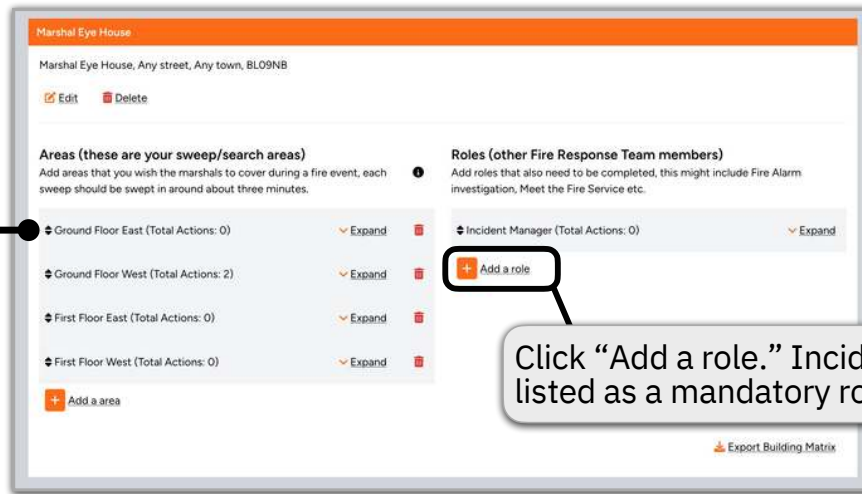 Marshal Eye House
Marshal Eye House, Any street, Any town, BL09NB
Edit Delete
Areas (these are your sweep/search areas)
Add areas that you wish the marshals to cover during a fire event, each
sweep should be swept in around about three minutes.
Ground Floor East (Total Actions: 0) Expand
Ground Floor West (Total Actions: 2) Expand
First Floor East (Total Actions: 0) Expand
First Floor West (Total Actions: 0) Expand
+ Add a area
Roles (other Fire Response Team members)
Add roles that also need to be completed, this might include Fire Alarm
investigation, Meet the Fire Service etc.
Incident Manager (Total Actions: 0) Expand
+ Add a role
Click “Add a role.”
listed as a mandatory
Export Building Matrix